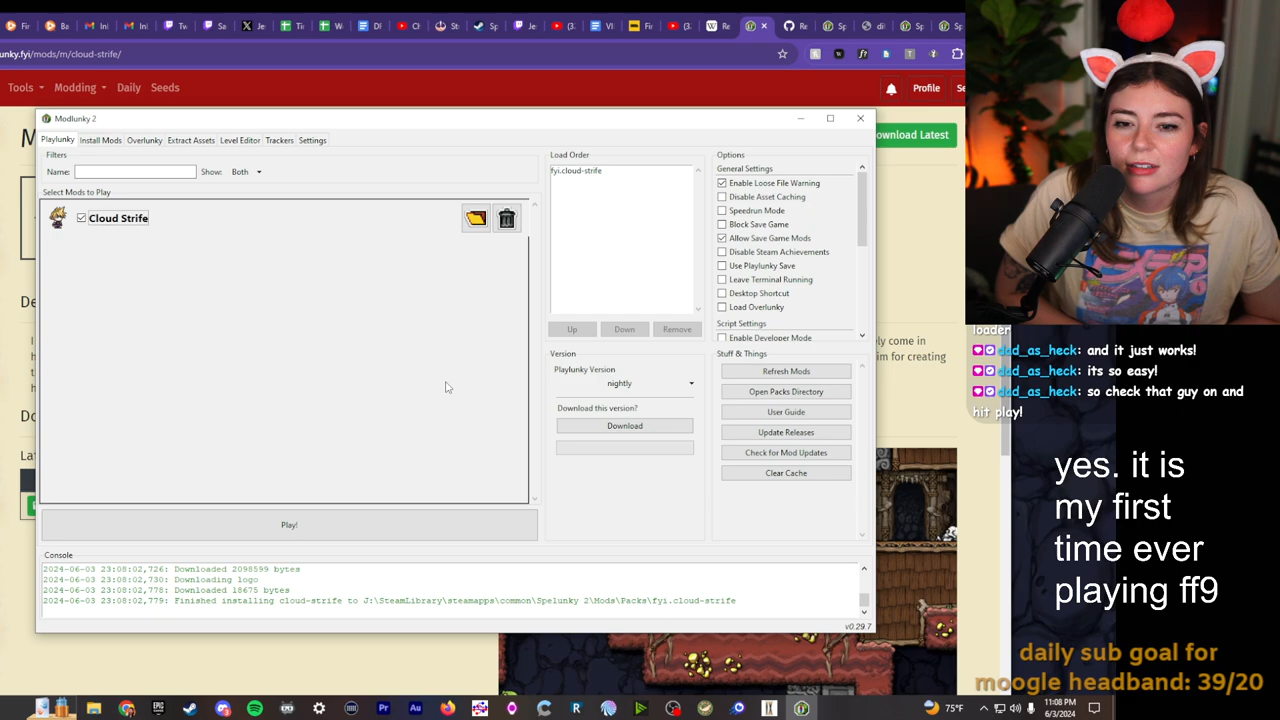 unky.fyi/mods/m/cloud-strife/
Tools Modding Daily Seeds
Profile
Download Latest
Modlunky 2
Playlunky Install Mods Overlunky Extract Assets Level Editor Trackers Settings
Filters
Name: Show: Both
Select Mods to Play
Cloud Strife
Load Order
fyi.cloud-strife
Up Down Remove
Version
Playlunky Version
nightly
Download this version?
Download
Options
General Settings
Enable Loose File Warning
Disable Asset Caching
Speedrun Mode
Block Save Game
Allow Save Game Mods
Disable Steam Achievements
Use Playlunky Save
Leave Terminal Running
Desktop Shortcut
Load Overlunky
Script Settings
Enable Developer Mode
Stuff & Things
Refresh Mods
Open Packs Directory
User Guide
Update Releases
Check for Mod Updates
Clear Cache
Play!
Console
2024-06-03 23:08:02,726: Downloaded 2098599 bytes
2024-06-03 23:08:02,730: Downloading logo
2024-06-03 23:08:02,778: Downloaded 18675 bytes
2024-06-03 23:08:02,779: Finished installing cloud-strife to J:\SteamLibrary\steamapps\common\Spelunky 2\Mods\Packs\fyi.cloud-strife
v0.29.7
ely come in
im for creating
loader
dad_as_heck: and it just works!
dad_as_heck: its so easy!
dad_as_heck: so check that guy on and
hit play!
yes. it is
my first
time ever
playing ff9
daily sub goal for
moogle headband: 39/20
75°F
11:08 PM
6/3/2024